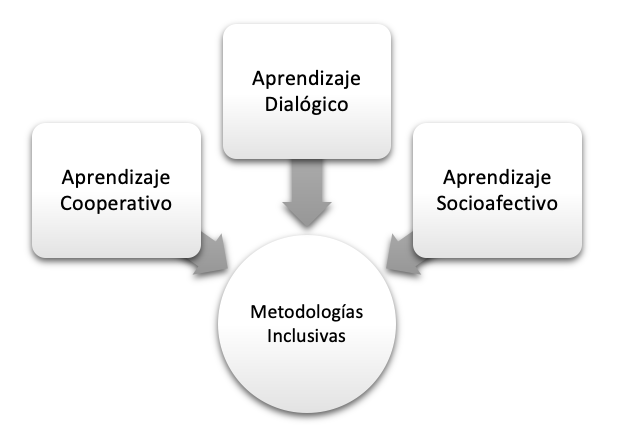 Aprendizaje
Dialógico
Aprendizaje
Cooperativo
Aprendizaje
Socioafectivo
Metodologías
Inclusivas